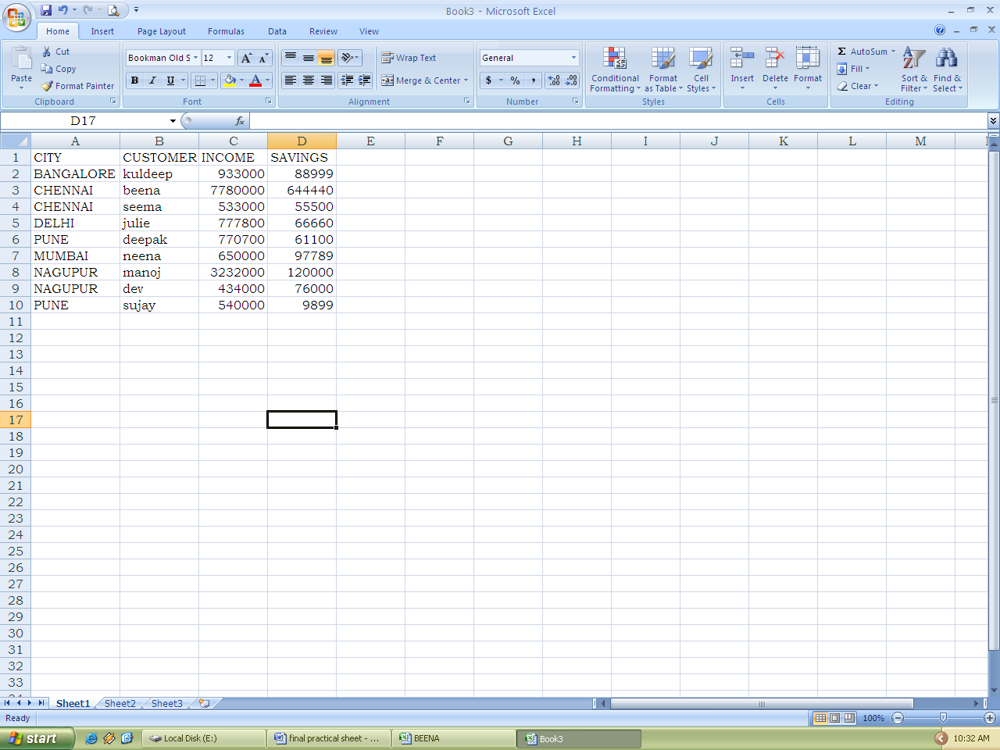 Book3 - Microsoft Excel
Home Insert Page Layout Formulas Data Review View
Paste Cut Copy Format Painter Clipboard
Bookman Old S 12 A A B I U A Font
Wrap Text Merge & Center Alignment
General $ % , .00 .00 Number
Conditional Formatting Format as Table Cell Styles Styles
Insert Delete Format Cells
Σ AutoSum Fill Clear Sort & Filter Find & Select Editing
D17 fx
A B C D E F G H I J K L M
1 CITY CUSTOMER INCOME SAVINGS
2 BANGALORE kuldeep 933000 88999
3 CHENNAI beena 7780000 644440
4 CHENNAI seema 533000 55500
5 DELHI julie 777800 66660
6 PUNE deepak 770700 61100
7 MUMBAI neena 650000 97789
8 NAGUPUR manoj 3232000 120000
9 NAGUPUR dev 434000 76000
10 PUNE sujay 540000 9899
11
12
13
14
15
16
17
18
19
20
21
22
23
24
25
26
27
28
29
30
31
32
33
Sheet1 Sheet2 Sheet3
Ready 100%
start Local Disk (E:) final practical sheet - ... BEENA Book3 10:32 AM